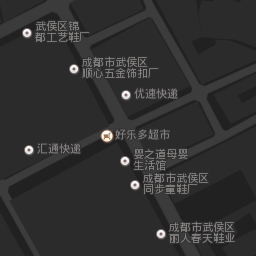 武侯区锦
都工艺鞋厂
成都市武侯区
顺心五金饰扣厂
优速快递
好乐多超市
汇通快递
婴之道母婴
生活馆
成都市武侯区
同步童鞋厂
成都市武侯区
丽人春天鞋业